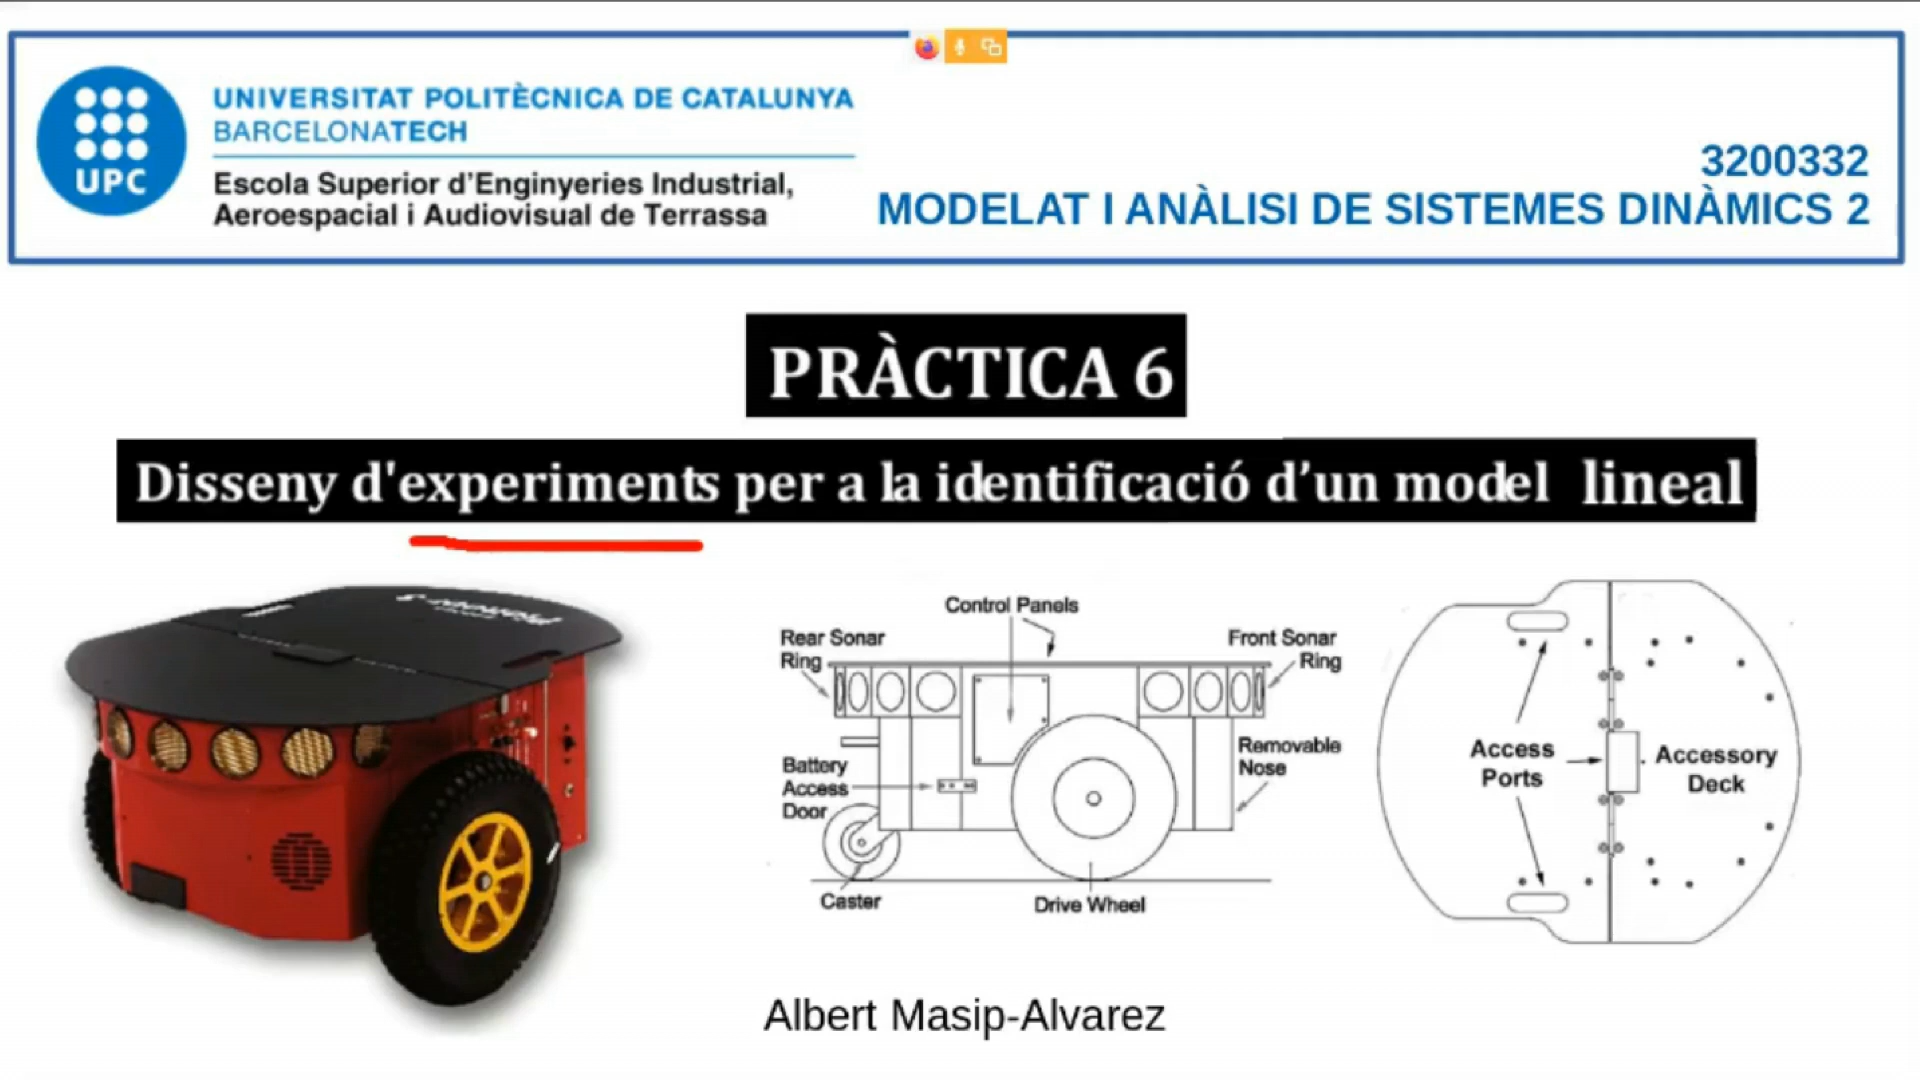 UPC
UNIVERSITAT POLITÈCNICA DE CATALUNYA
BARCELONATECH
Escola Superior d'Enginyeries Industrial,
Aeroespacial i Audiovisual de Terrassa
3200332
MODELAT I ANÀLISI DE SISTEMES DINÀMICS 2
PRÀCTICA 6
Disseny d'experiments per a la identificació d’un model lineal
Control Panels
Rear Sonar
Ring
Front Sonar
Ring
Battery
Access
Door
Removable
Nose
Caster
Drive Wheel
Access
Ports
Accessory
Deck
Albert Masip-Alvarez